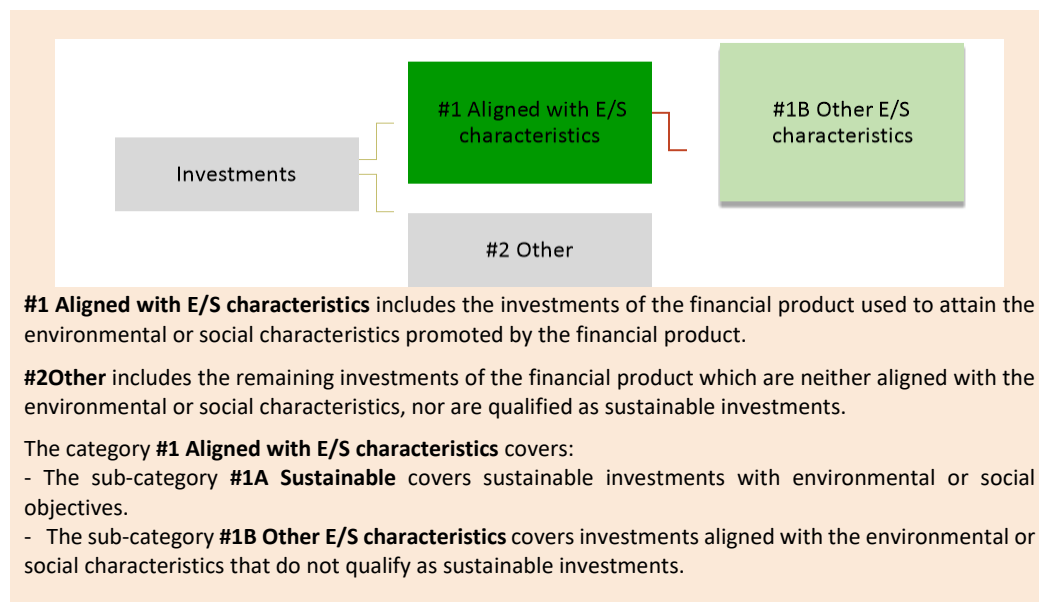 #1 Aligned with E/S
characteristics
#1B Other E/S
characteristics
Investments
#2 Other
#1 Aligned with E/S characteristics includes the investments of the financial product used to attain the
environmental or social characteristics promoted by the financial product.
#2Other includes the remaining investments of the financial product which are neither aligned with the
environmental or social characteristics, nor are qualified as sustainable investments.
The category #1 Aligned with E/S characteristics covers:
- The sub-category #1A Sustainable covers sustainable investments with environmental or social
objectives.
- The sub-category #1B Other E/S characteristics covers investments aligned with the environmental or
social characteristics that do not qualify as sustainable investments.